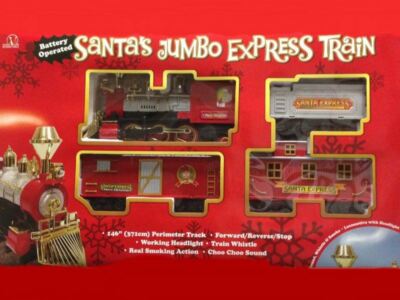 Battery
Operated
SANTA'S JUMBO EXPRESS TRAIN
SANTA EXPRESS
SANTA EXPRESS
• 146" (371cm) Perimeter Track • Forward/Reverse/Stop
• Working Headlight • Train Whistle
• Real Smoking Action • Choo Choo Sound